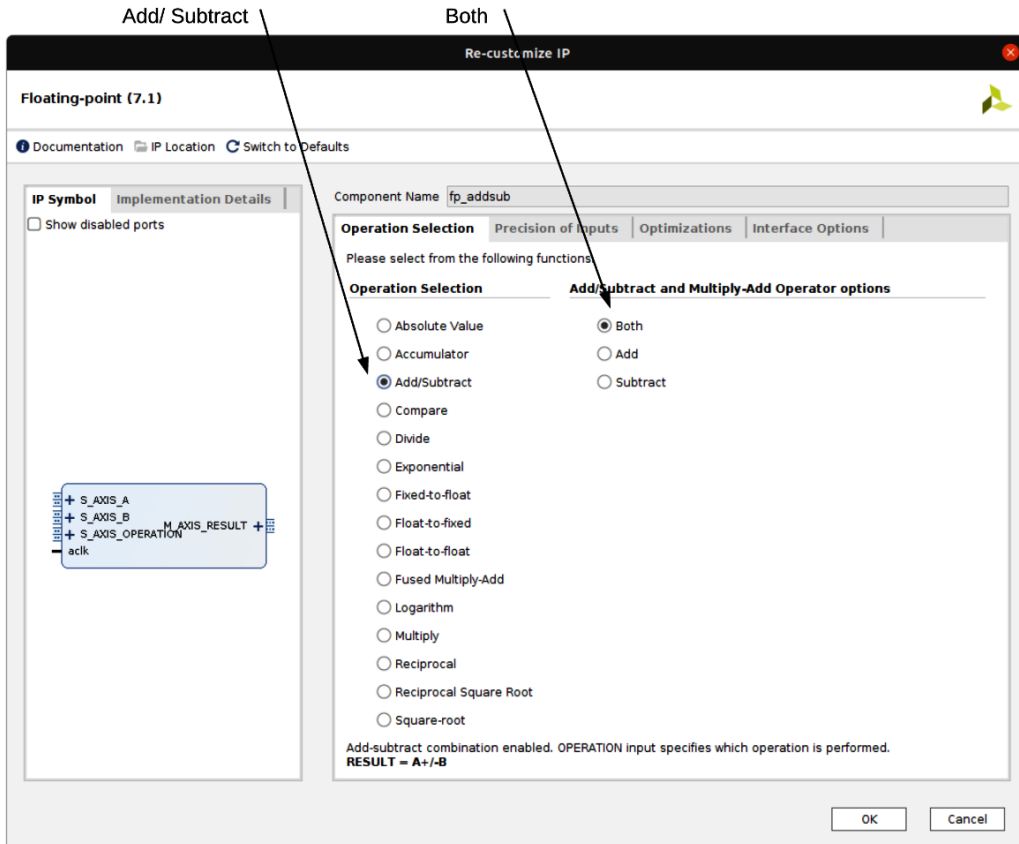 Add/ Subtract Both
Re-customize IP
Floating-point (7.1)
Documentation IP Location Switch to Defaults
IP Symbol Implementation Details
Show disabled ports
S_AXIS_A
S_AXIS_B
S_AXIS_OPERATION
aclk
M_AXIS_RESULT
Component Name fp_addsub
Operation Selection Precision of Inputs Optimizations Interface Options
Please select from the following functions.
Operation Selection
Absolute Value
Accumulator
Add/Subtract
Compare
Divide
Exponential
Fixed-to-float
Float-to-fixed
Float-to-float
Fused Multiply-Add
Logarithm
Multiply
Reciprocal
Reciprocal Square Root
Square-root
Add/Subtract and Multiply-Add Operator options
Both
Add
Subtract
Add-subtract combination enabled. OPERATION input specifies which operation is performed.
RESULT = A+/-B
OK Cancel